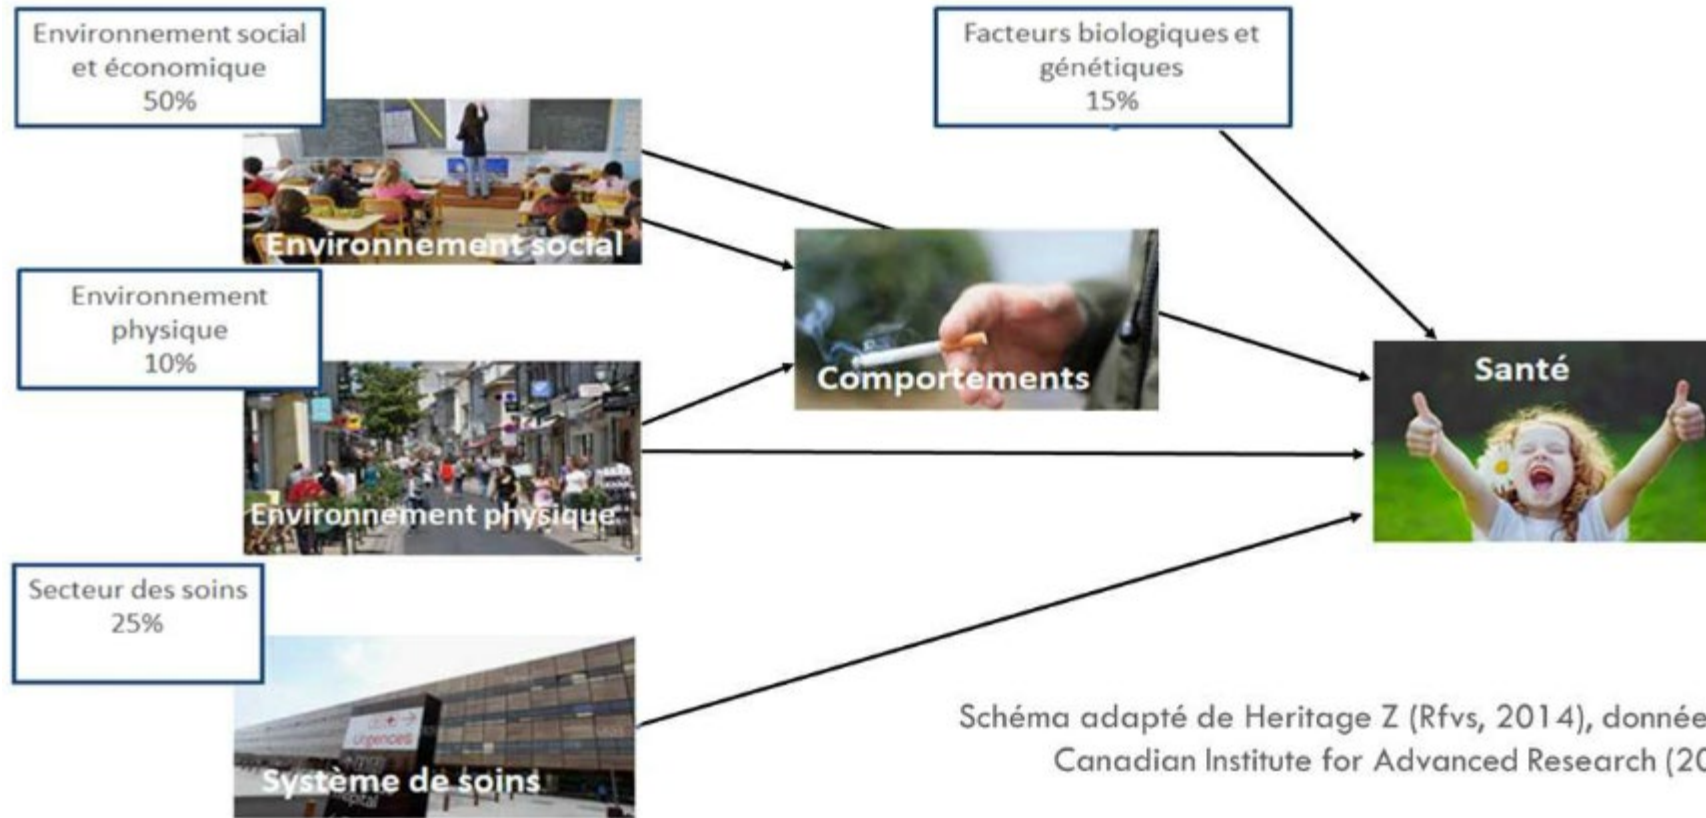 Environnement social
et économique
50%
Environnement social
Facteurs biologiques et
génétiques
15%
Environnement
physique
10%
Environnement physique
Comportements
Santé
Secteur des soins
25%
urgences
Système de soins
Schéma adapté de Heritage Z (Rfvs, 2014), donnée
Canadian Institute for Advanced Research (20